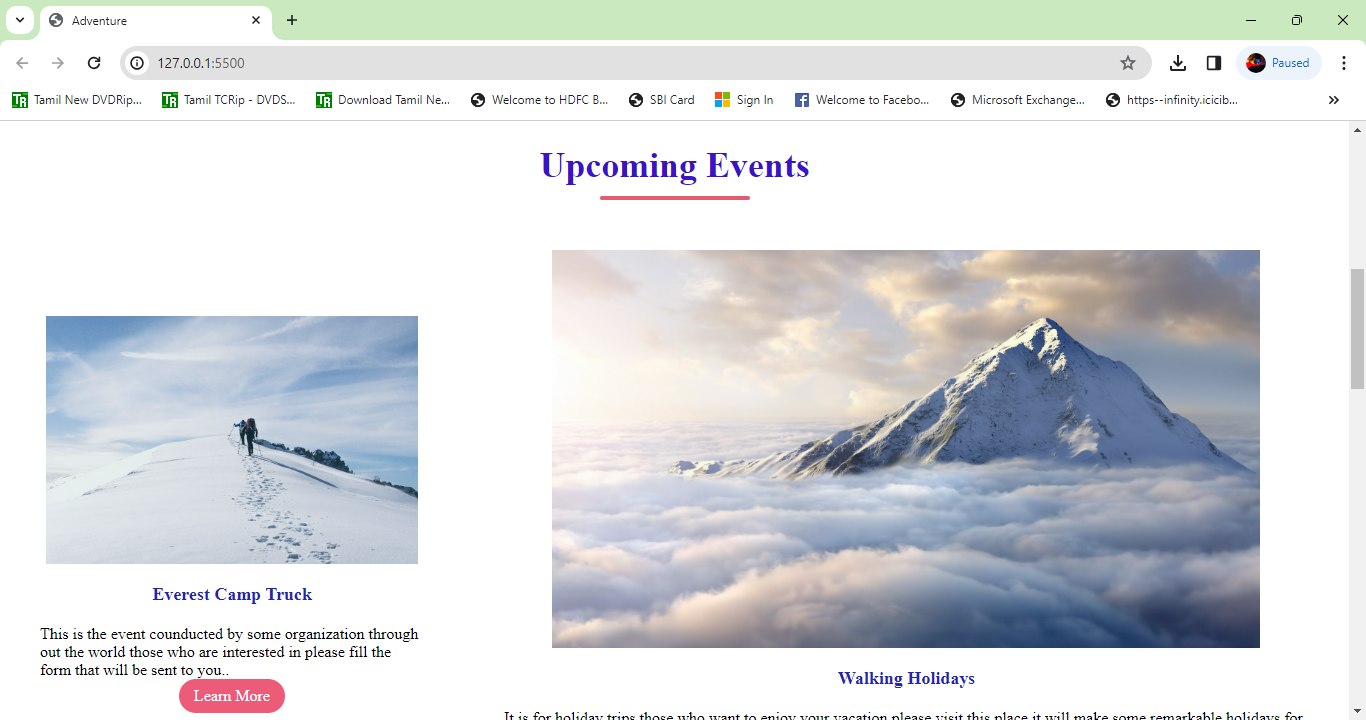 Adventure
127.0.0.1:5500
Paused
Tamil New DVDRip...
Tamil TCRip - DVDS...
Download Tamil Ne...
Welcome to HDFC B...
SBI Card
Sign In
Welcome to Facebo...
Microsoft Exchange...
https--infinity.icicib...
Upcoming Events
Everest Camp Truck
This is the event counducted by some organization through
out the world those who are interested in please fill the
form that will be sent to you..
Learn More
Walking Holidays
It is for holiday trips those who want to enjoy your vacation please visit this place it will make some remarkable holidays for